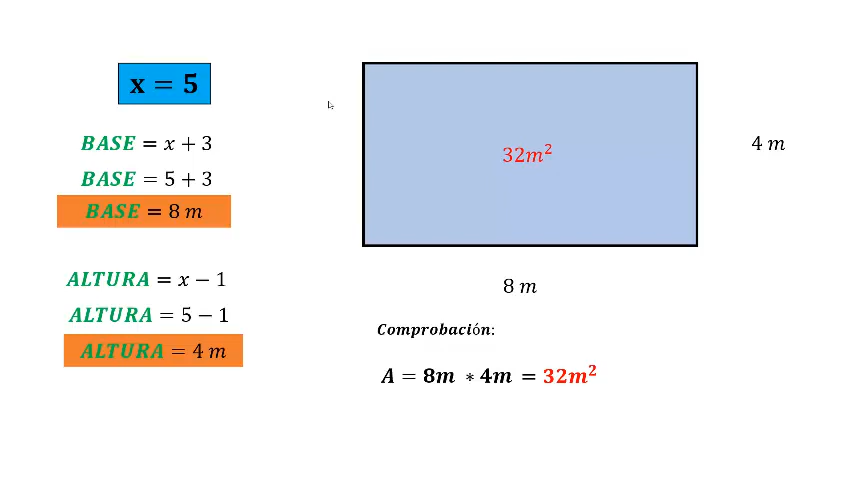 x = 5
BASE = x + 3
BASE = 5 + 3
BASE = 8 m
ALTURA = x − 1
ALTURA = 5 − 1
ALTURA = 4 m
32m²
4 m
8 m
Comprobación:
A = 8m * 4m = 32m²